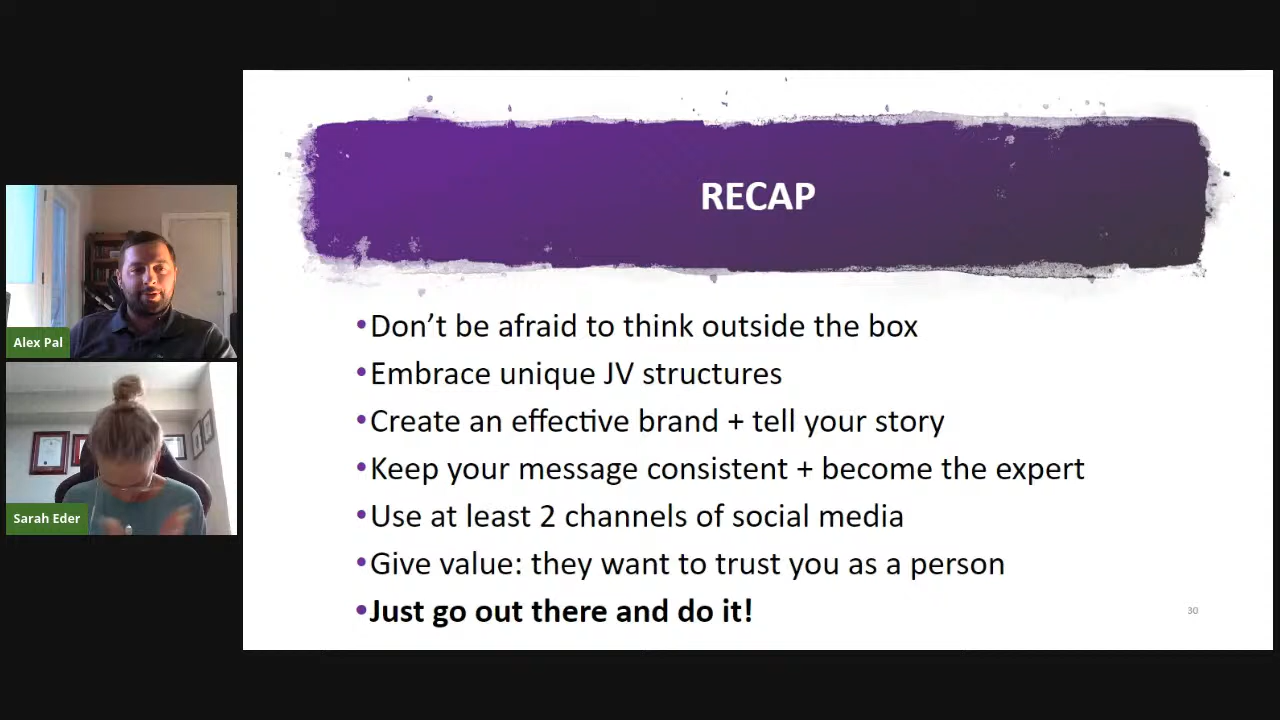 RECAP
•Don’t be afraid to think outside the box
•Embrace unique JV structures
•Create an effective brand + tell your story
•Keep your message consistent + become the expert
•Use at least 2 channels of social media
•Give value: they want to trust you as a person
•Just go out there and do it!
30
Alex Pal
Sarah Eder